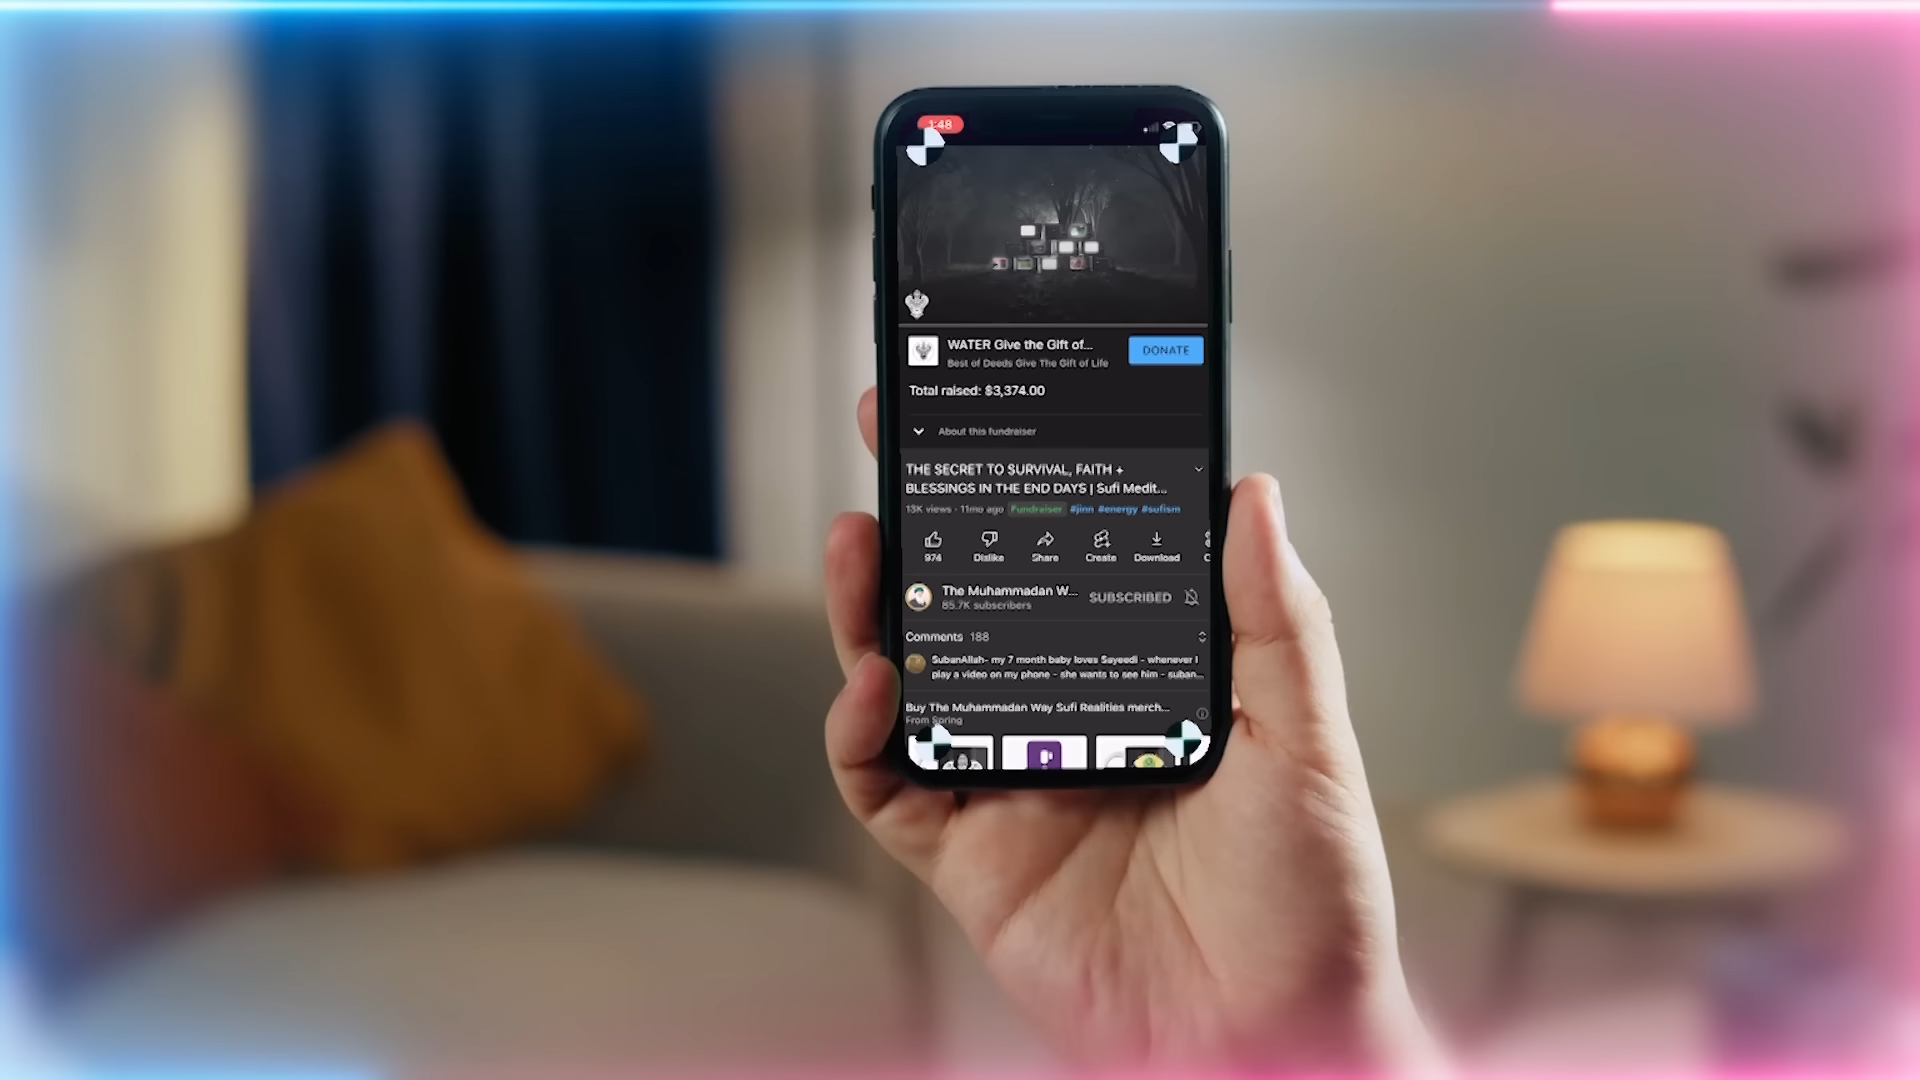 1:48
WATER Give the Gift of...
Best of Deeds Give The Gift of Life
DONATE
Total raised: $3,374.00
About this fundraiser
THE SECRET TO SURVIVAL, FAITH +
BLESSINGS IN THE END DAYS | Sufi Medit...
13K views · 11mo ago Fundraiser #jinn #energy #sufism
974 Dislike Share Create Download
The Muhammadan W...
85.7K subscribers
SUBSCRIBED
Comments 188
SubanAllah- my 7 month baby loves Sayeedi - whenever I
play a video on my phone - she wants to see him - suban...
Buy The Muhammadan Way Sufi Realities merch...
From Spring